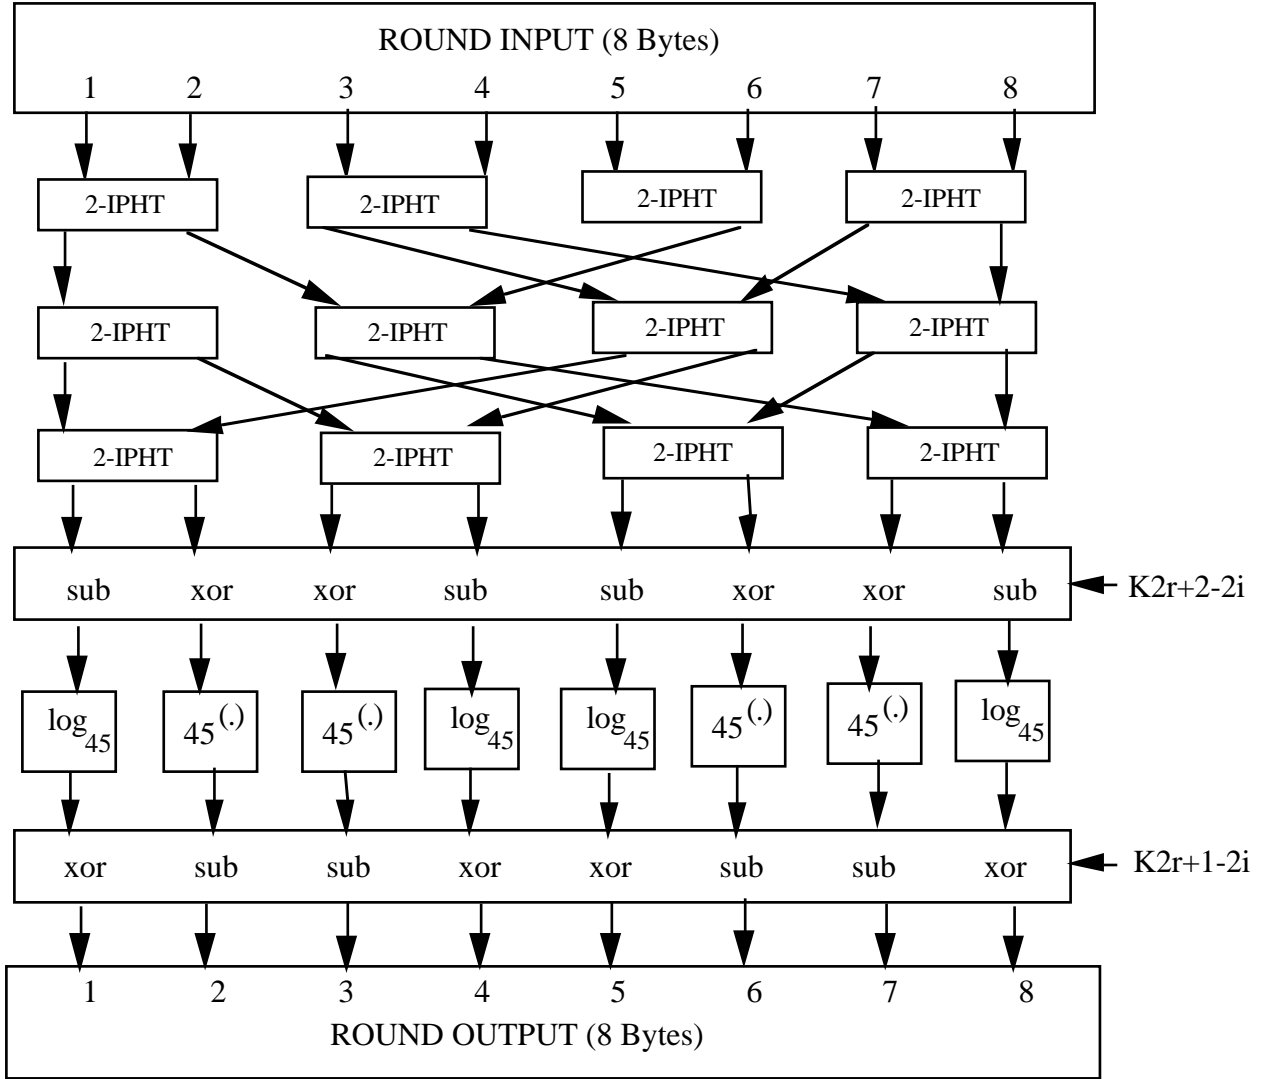 ROUND INPUT (8 Bytes)
1 2 3 4 5 6 7 8
2-IPHT 2-IPHT 2-IPHT 2-IPHT
2-IPHT 2-IPHT 2-IPHT 2-IPHT
2-IPHT 2-IPHT 2-IPHT 2-IPHT
sub xor xor sub sub xor xor sub K2r+2-2i
log45 45(.) 45(.) log45 log45 45(.) 45(.) log45
xor sub sub xor xor sub sub xor K2r+1-2i
1 2 3 4 5 6 7 8
ROUND OUTPUT (8 Bytes)